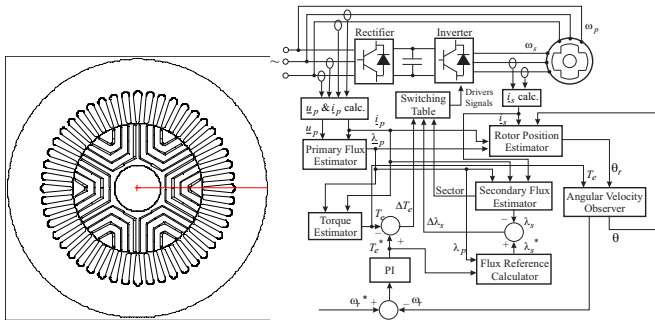 Rectifier
Inverter
ω_p
ω_s
~
Drivers
Signals
u_p & i_p calc.
Switching
Table
i_s calc.
i_p
i_s
u_p
λ_p
Primary Flux
Estimator
Rotor Position
Estimator
T_e
θ_r
Sector
Secondary Flux
Estimator
Angular Velocity
Observer
Torque
Estimator
T_e
ΔT_e
Δλ_s
λ_s
− +
− +
T_e*
λ_p
λ_s*
θ
PI
Flux Reference
Calculator
ω_r* + − ω_r